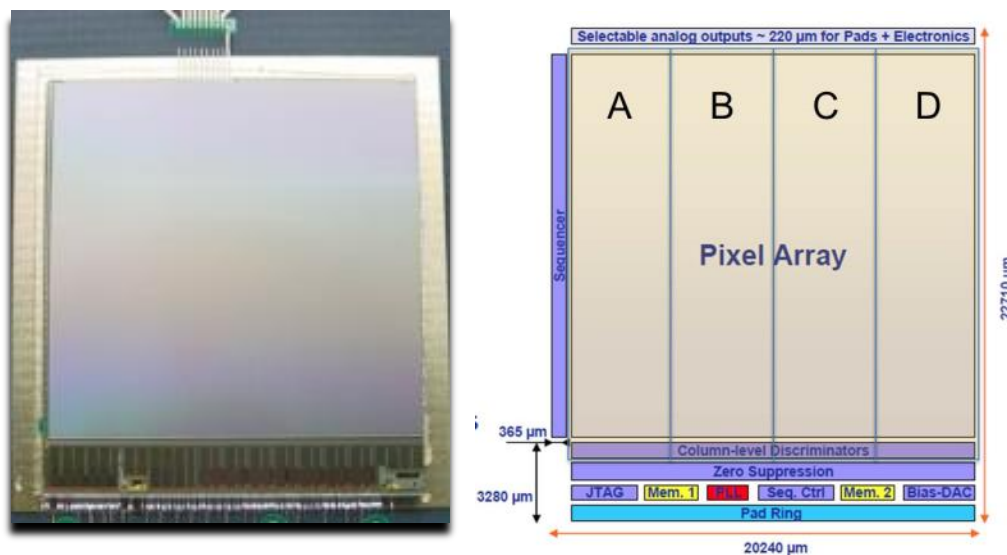 Selectable analog outputs ~ 220 µm for Pads + Electronics
A B C D
Sequencer
Pixel Array
22710 µm
365 µm
Column-level Discriminators
Zero Suppression
3280 µm
JTAG Mem. 1 PLL Seq. Ctrl Mem. 2 Bias-DAC
Pad Ring
20240 µm